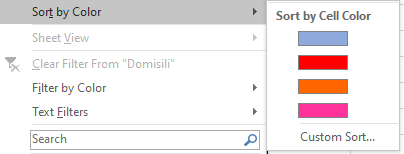 Sort by Color
Sheet View
Clear Filter From "Domisili"
Filter by Color
Text Filters
Search
Sort by Cell Color
Custom Sort...